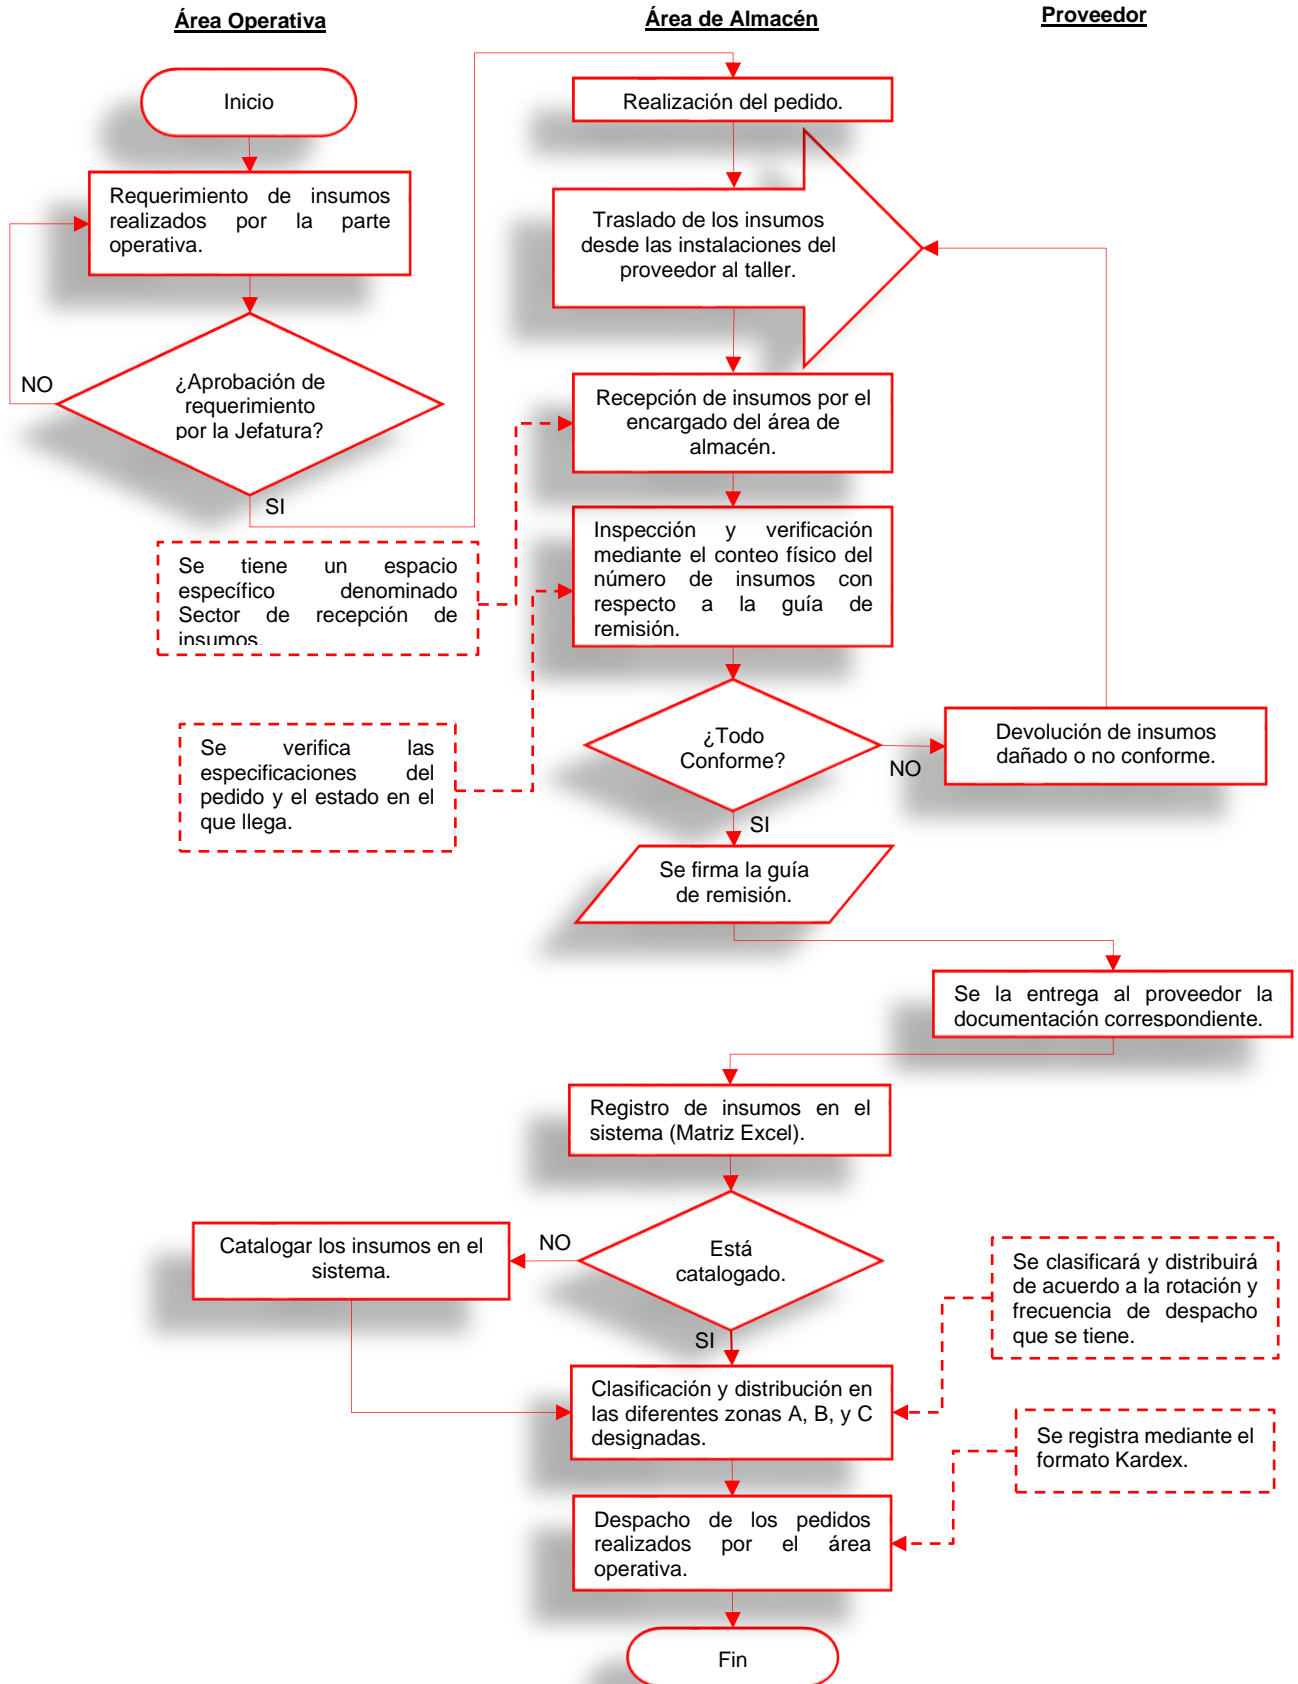 Área Operativa
Área de Almacén
Proveedor
Inicio
Realización del pedido.
Requerimiento de insumos
realizados por la parte
operativa.
Traslado de los insumos
desde las instalaciones del
proveedor al taller.
¿Aprobación de
requerimiento
por la Jefatura?
NO
SI
Recepción de insumos por el
encargado del área de
almacén.
Se tiene un espacio
específico denominado
Sector de recepción de
insumos.
Inspección y verificación
mediante el conteo físico del
número de insumos con
respecto a la guía de
remisión.
Se verifica las
especificaciones del
pedido y el estado en el
que llega.
¿Todo
Conforme?
NO
Devolución de insumos
dañado o no conforme.
SI
Se firma la guía
de remisión.
Se la entrega al proveedor la
documentación correspondiente.
Registro de insumos en el
sistema (Matriz Excel).
Está
catalogado.
NO
Catalogar los insumos en el
sistema.
SI
Se clasificará y distribuirá
de acuerdo a la rotación y
frecuencia de despacho
que se tiene.
Clasificación y distribución en
las diferentes zonas A, B, y C
designadas.
Se registra mediante el
formato Kardex.
Despacho de los pedidos
realizados por el área
operativa.
Fin